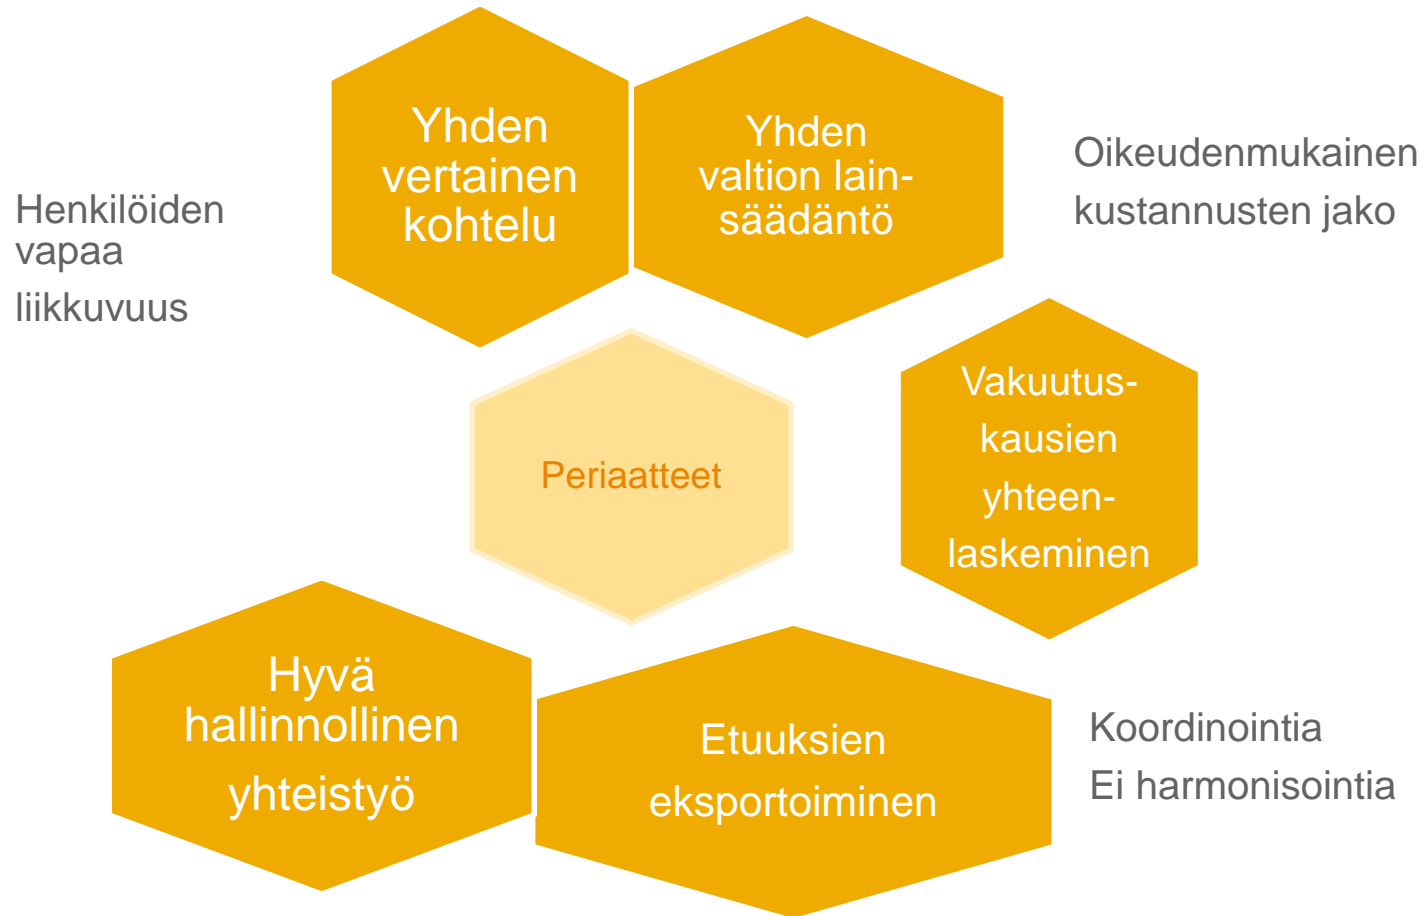 Yhden
vertainen
kohtelu
Yhden
valtion lain-
säädäntö
Oikeudenmukainen
kustannusten jako
Henkilöiden
vapaa
liikkuvuus
Vakuutus-
kausien
yhteen-
laskeminen
Periaatteet
Hyvä
hallinnollinen
yhteistyö
Etuuksien
eksportoiminen
Koordinointia
Ei harmonisointia